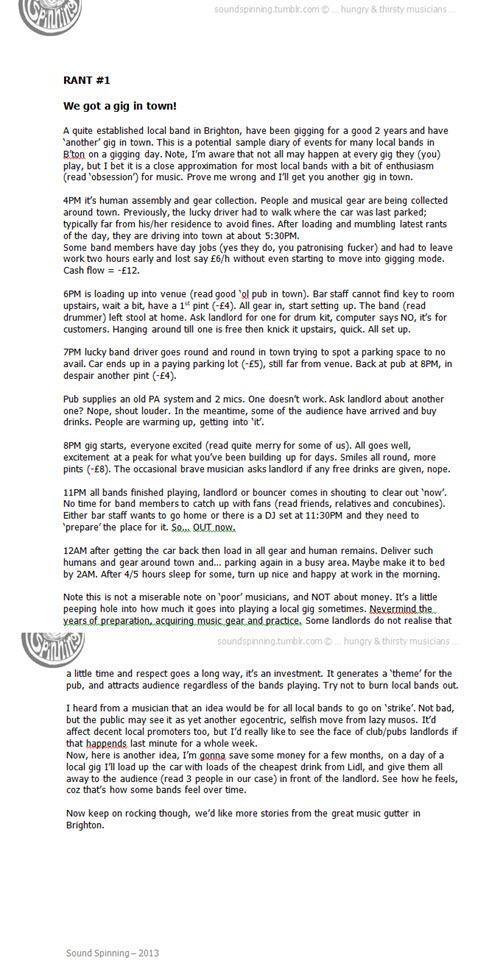 SPINNING
soundspinning.tumblr.com © ... hungry & thirsty musicians ...
RANT #1
We got a gig in town!
A quite established local band in Brighton, have been gigging for a good 2 years and have
‘another’ gig in town. This is a potential sample diary of events for many local bands in
B’ton on a gigging day. Note, I’m aware that not all may happen at every gig they (you)
play, but I bet it is a close approximation for most local bands with a bit of enthusiasm
(read ‘obsession’) for music. Prove me wrong and I’ll get you another gig in town.
4PM it’s human assembly and gear collection. People and musical gear are being collected
around town. Previously, the lucky driver had to walk where the car was last parked;
typically far from his/her residence to avoid fines. After loading and mumbling latest rants
of the day, they are driving into town at about 5:30PM.
Some band members have day jobs (yes they do, you patronising fucker) and had to leave
work two hours early and lost say £6/h without even starting to move into gigging mode.
Cash flow = -£12.
6PM is loading up into venue (read good ‘ol pub in town). Bar staff cannot find key to room
upstairs, wait a bit, have a 1st pint (-£4). All gear in, start setting up. The band (read
drummer) left stool at home. Ask landlord for one for drum kit, computer says NO, it’s for
customers. Hanging around till one is free then knick it upstairs, quick. All set up.
7PM lucky band driver goes round and round in town trying to spot a parking space to no
avail. Car ends up in a paying parking lot (-£5), still far from venue. Back at pub at 8PM, in
despair another pint (-£4).
Pub supplies an old PA system and 2 mics. One doesn’t work. Ask landlord about another
one? Nope, shout louder. In the meantime, some of the audience have arrived and buy
drinks. People are warming up, getting into ‘it’.
8PM gig starts, everyone excited (read quite merry for some of us). All goes well,
excitement at a peak for what you’ve been building up for days. Smiles all round, more
pints (-£8). The occasional brave musician asks landlord if any free drinks are given, nope.
11PM all bands finished playing, landlord or bouncer comes in shouting to clear out ‘now’.
No time for band members to catch up with fans (read friends, relatives and concubines).
Either bar staff wants to go home or there is a DJ set at 11:30PM and they need to
‘prepare’ the place for it. So... OUT now.
12AM after getting the car back then load in all gear and human remains. Deliver such
humans and gear around town and... parking again in a busy area. Maybe make it to bed
by 2AM. After 4/5 hours sleep for some, turn up nice and happy at work in the morning.
Note this is not a miserable note on ‘poor’ musicians, and NOT about money. It’s a little
peeping hole into how much it goes into playing a local gig sometimes. Nevermind the
years of preparation, acquiring music gear and practice. Some landlords do not realise that
SPINNING
soundspinning.tumblr.com © ... hungry & thirsty musicians ...
a little time and respect goes a long way, it’s an investment. It generates a ‘theme’ for the
pub, and attracts audience regardless of the bands playing. Try not to burn local bands out.
I heard from a musician that an idea would be for all local bands to go on ‘strike’. Not bad,
but the public may see it as yet another egocentric, selfish move from lazy musos. It’d
affect decent local promoters too, but I’d really like to see the face of club/pubs landlords if
that happends last minute for a whole week.
Now, here is another idea, I’m gonna save some money for a few months, on a day of a
local gig I’ll load up the car with loads of the cheapest drink from Lidl, and give them all
away to the audience (read 3 people in our case) in front of the landlord. See how he feels,
coz that’s how some bands feel over time.
Now keep on rocking though, we’d like more stories from the great music gutter in
Brighton.
Sound Spinning – 2013